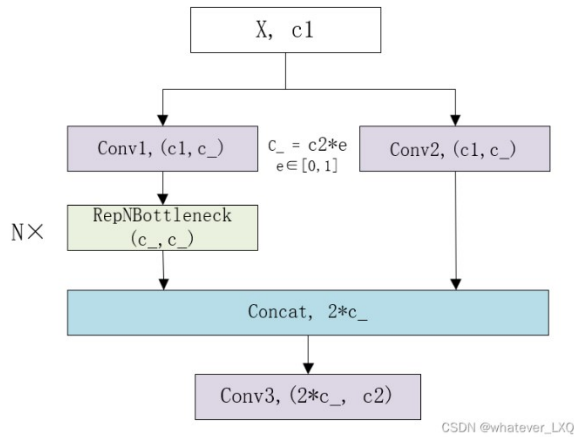 X, c1
Conv1,(c1,c_)
C_ = c2*e
e∈[0,1]
Conv2,(c1,c_)
N×
RepNBottleneck
(c_,c_)
Concat, 2*c_
Conv3,(2*c_, c2)
CSDN @whatever_LXQ